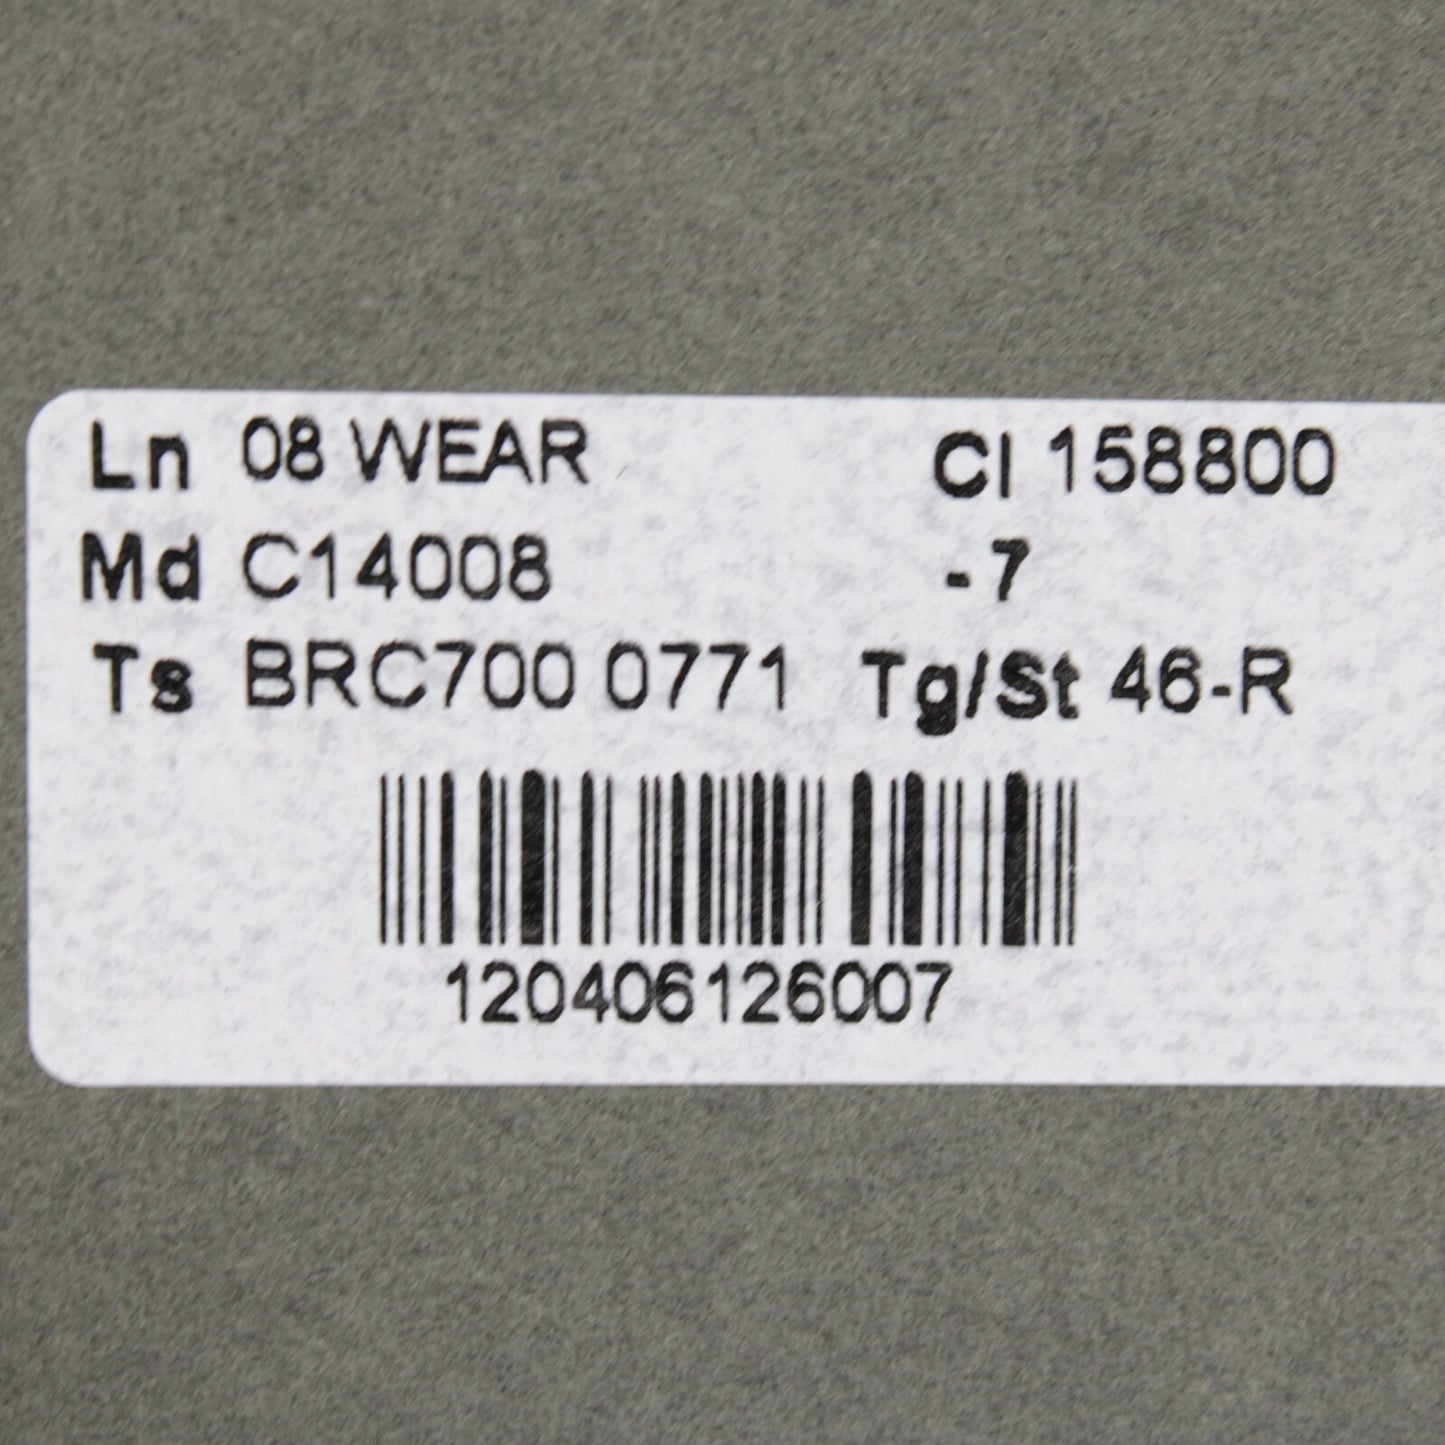 Ln 08 WEAR Cl 158800
Md C14008 -7
Ts BRC700 0771 Tg/St 46-R
120406126007